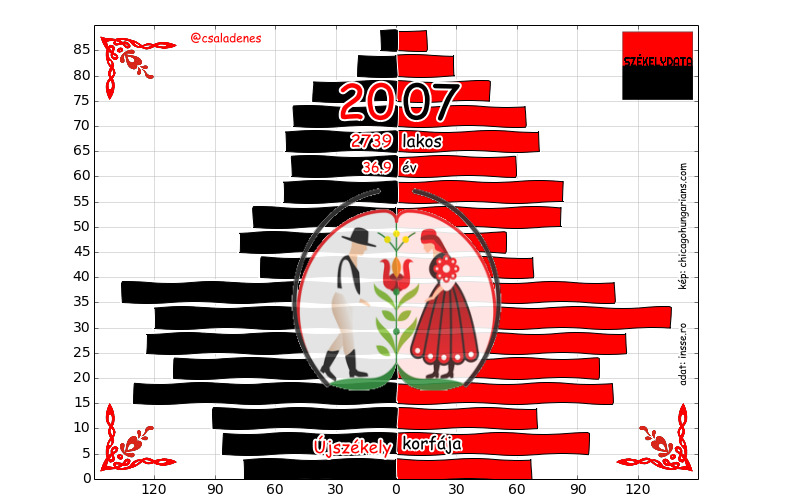 @csaladenes
SZÉKELYDATA
2007
2739 lakos
36.9 év
kép: chicagohungarians.com
adat: insse.ro
Újszékely korfája
85
80
75
70
65
60
55
50
45
40
35
30
25
20
15
10
5
0
120 90 60 30 0 30 60 90 120